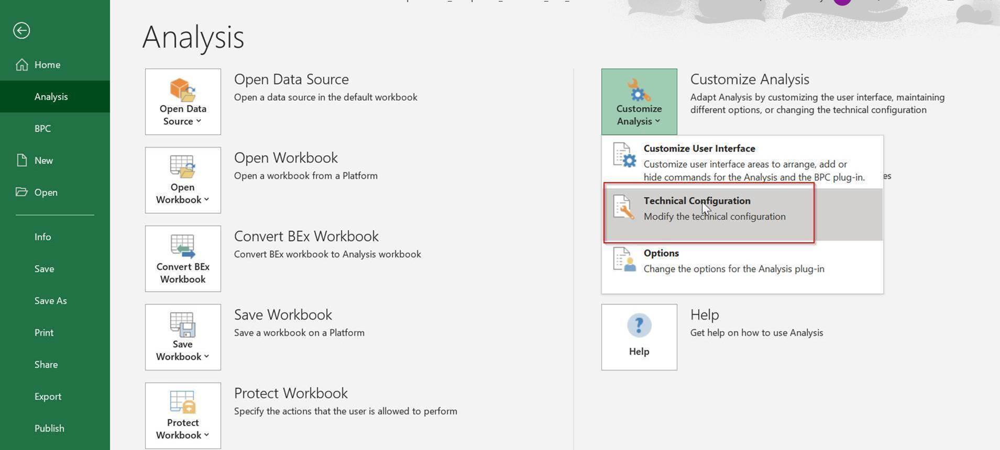 Analysis
Home
Analysis
BPC
New
Open
Info
Save
Save As
Print
Share
Export
Publish
Open Data
Source
Open Data Source
Open a data source in the default workbook
Open
Workbook
Open Workbook
Open a workbook from a Platform
Convert BEx
Workbook
Convert BEx Workbook
Convert BEx workbook to Analysis workbook
Save
Workbook
Save Workbook
Save a workbook on a Platform
Protect
Workbook
Protect Workbook
Specify the actions that the user is allowed to perform
Customize
Analysis
Customize Analysis
Adapt Analysis by customizing the user interface, maintaining
different options, or changing the technical configuration
Customize User Interface
Customize user interface areas to arrange, add or
hide commands for the Analysis and the BPC plug-in.
Technical Configuration
Modify the technical configuration
Options
Change the options for the Analysis plug-in
Help
Help
Get help on how to use Analysis